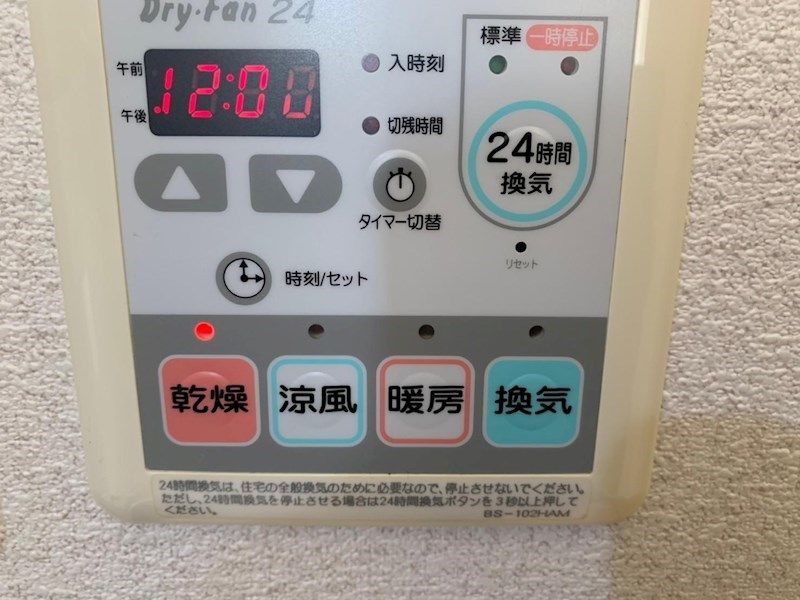 Dry·Fan 24
午前
12:00
午後
入時刻
切残時間
タイマー切替
標準 一時停止
24時間
換気
リセット
時刻/セット
乾燥 涼風 暖房 換気
24時間換気は、住宅の全般換気のために必要なので、停止させないでください。
ただし、24時間換気を停止させる場合は24時間換気ボタンを3秒以上押して
ください。
BS-102HAM